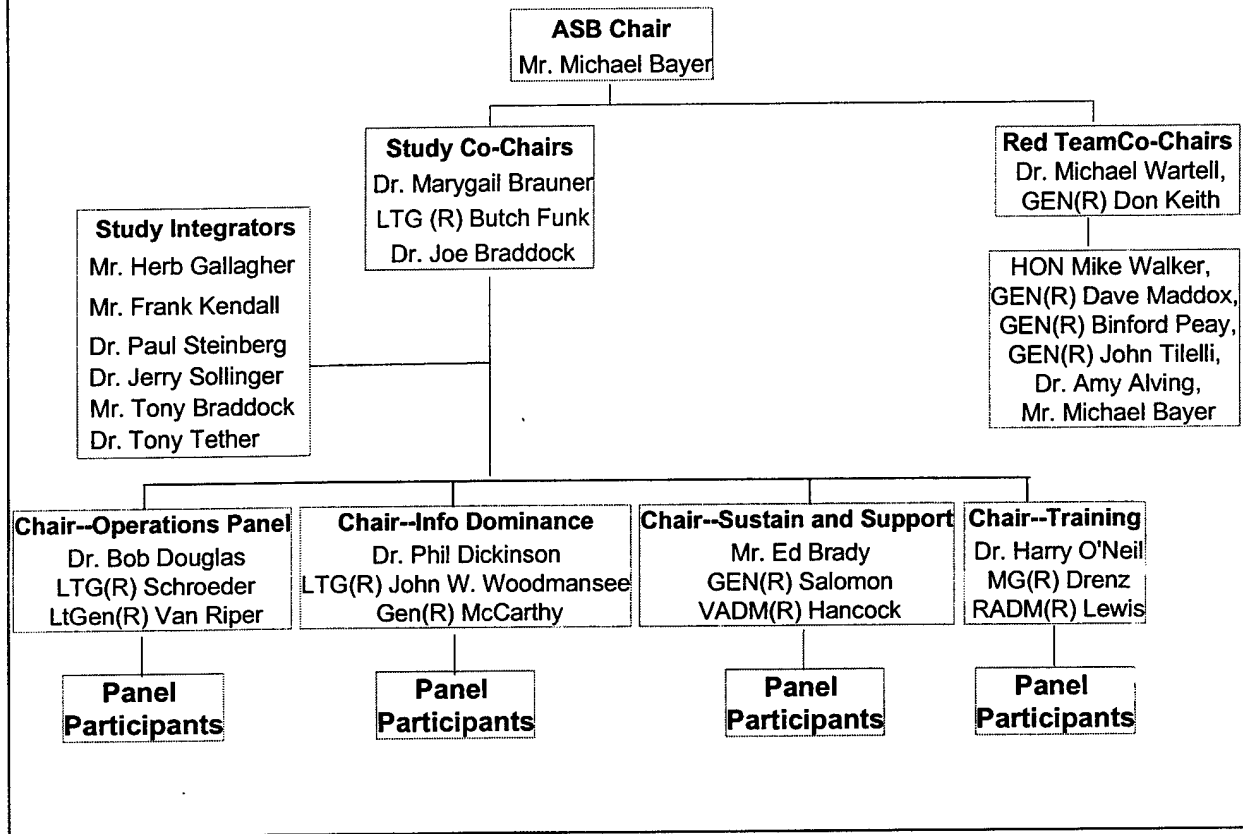 ASB Chair
Mr. Michael Bayer
Study Co-Chairs
Dr. Marygail Brauner
LTG (R) Butch Funk
Dr. Joe Braddock
Red TeamCo-Chairs
Dr. Michael Wartell,
GEN(R) Don Keith
HON Mike Walker,
GEN(R) Dave Maddox,
GEN(R) Binford Peay,
GEN(R) John Tilelli,
Dr. Amy Alving,
Mr. Michael Bayer
Study Integrators
Mr. Herb Gallagher
Mr. Frank Kendall
Dr. Paul Steinberg
Dr. Jerry Sollinger
Mr. Tony Braddock
Dr. Tony Tether
Chair--Operations Panel
Dr. Bob Douglas
LTG(R) Schroeder
LtGen(R) Van Riper
Chair--Info Dominance
Dr. Phil Dickinson
LTG(R) John W. Woodmansee
Gen(R) McCarthy
Chair--Sustain and Support
Mr. Ed Brady
GEN(R) Salomon
VADM(R) Hancock
Chair--Training
Dr. Harry O'Neil
MG(R) Drenz
RADM(R) Lewis
Panel
Participants
Panel
Participants
Panel
Participants
Panel
Participants